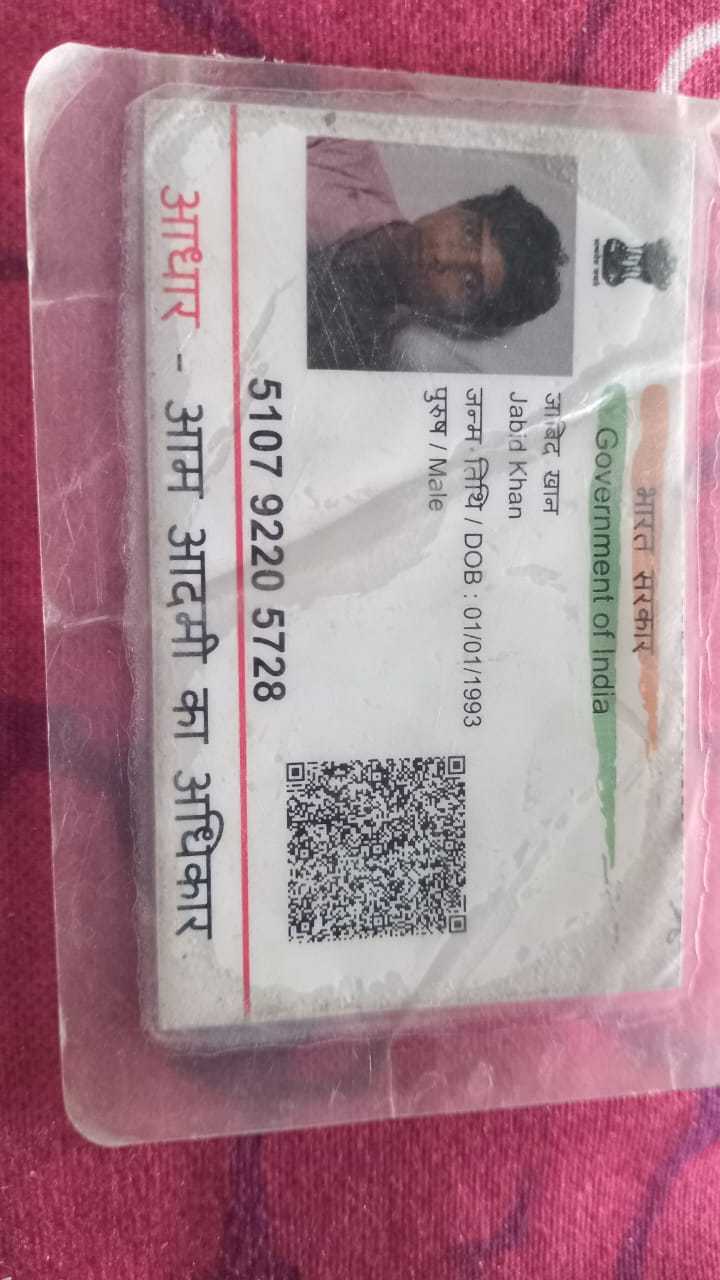 भारत सरकार
Government of India
जाबिद खान
Jabid Khan
जन्म तिथि / DOB : 01/01/1993
पुरुष / Male
5107 9220 5728
आधार - आम आदमी का अधिकार